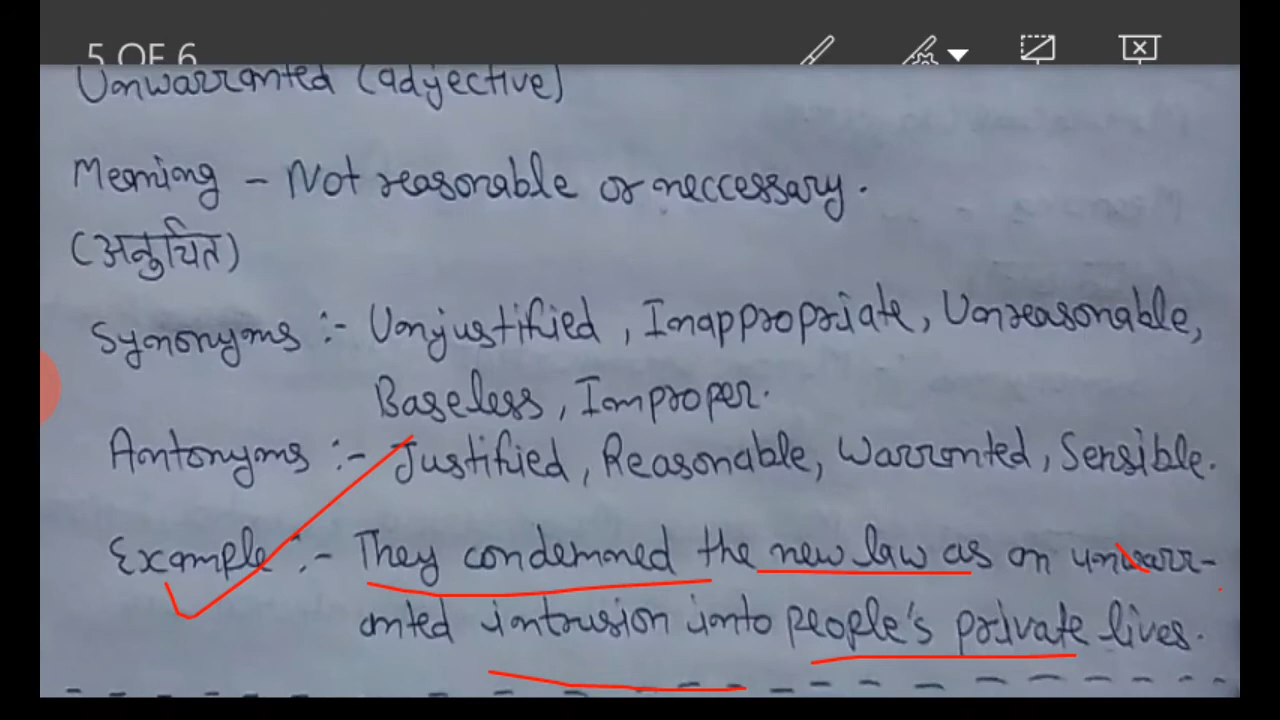 5 OF 6
Unwarranted (adjective)
Meaning - Not reasonable or neccessary.
(अनुचित)
Synonyms :- Unjustified, Inappropriate, Unreasonable,
Baseless, Improper.
Antonyms :- Justified, Reasonable, Warranted, Sensible.
Example :- They condemned the new law as an unwarr-
anted intrusion into people's private lives.